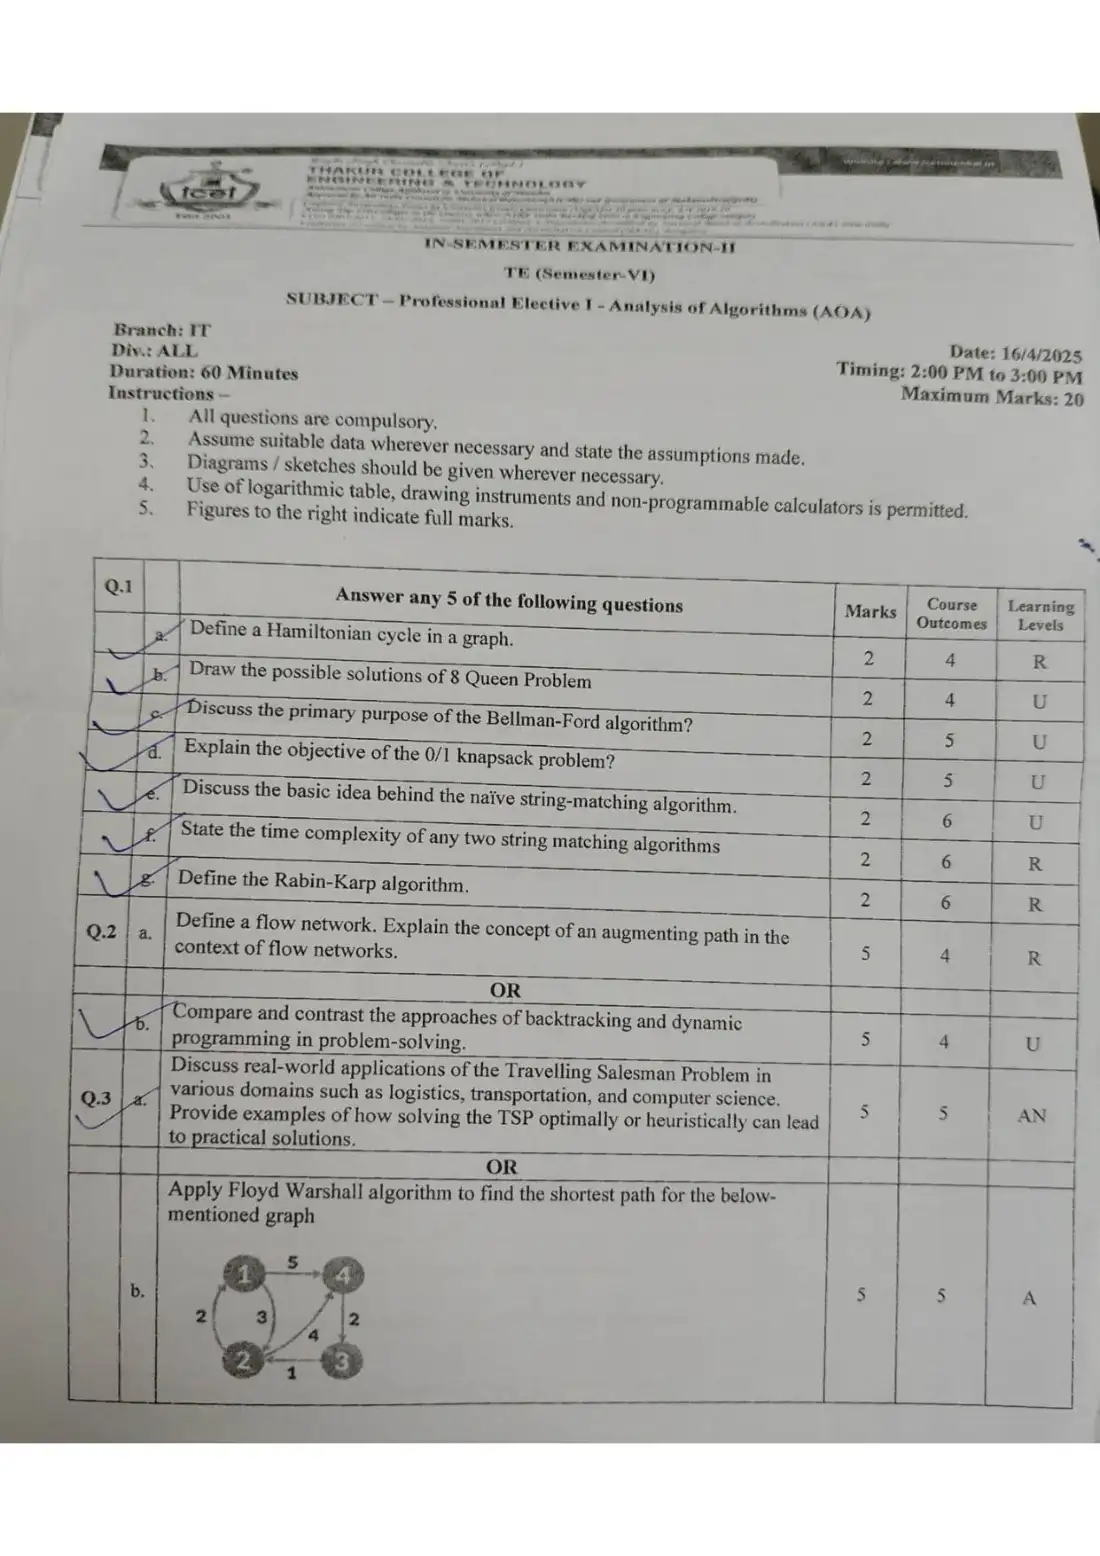 tcet
Estd 2001
THAKUR COLLEGE OF
ENGINEERING & TECHNOLOGY
IN-SEMESTER EXAMINATION-II
TE (Semester-VI)
SUBJECT – Professional Elective I - Analysis of Algorithms (AOA)
Branch: IT
Div.: ALL
Date: 16/4/2025
Duration: 60 Minutes
Timing: 2:00 PM to 3:00 PM
Instructions –
Maximum Marks: 20
1. All questions are compulsory.
2. Assume suitable data wherever necessary and state the assumptions made.
3. Diagrams / sketches should be given wherever necessary.
4. Use of logarithmic table, drawing instruments and non-programmable calculators is permitted.
5. Figures to the right indicate full marks.
Q.1 Answer any 5 of the following questions Marks Course Outcomes Learning Levels
a. Define a Hamiltonian cycle in a graph. 2 4 R
b. Draw the possible solutions of 8 Queen Problem 2 4 U
c. Discuss the primary purpose of the Bellman-Ford algorithm? 2 5 U
d. Explain the objective of the 0/1 knapsack problem? 2 5 U
e. Discuss the basic idea behind the naïve string-matching algorithm. 2 6 U
f. State the time complexity of any two string matching algorithms 2 6 R
g. Define the Rabin-Karp algorithm. 2 6 R
Q.2 a. Define a flow network. Explain the concept of an augmenting path in the
context of flow networks. 5 4 R
OR
b. Compare and contrast the approaches of backtracking and dynamic
programming in problem-solving. 5 4 U
Q.3 a. Discuss real-world applications of the Travelling Salesman Problem in
various domains such as logistics, transportation, and computer science.
Provide examples of how solving the TSP optimally or heuristically can lead
to practical solutions. 5 5 AN
OR
b. Apply Floyd Warshall algorithm to find the shortest path for the below-
mentioned graph 5 5 A
1 5 4
2 3 4 2
2 1 3